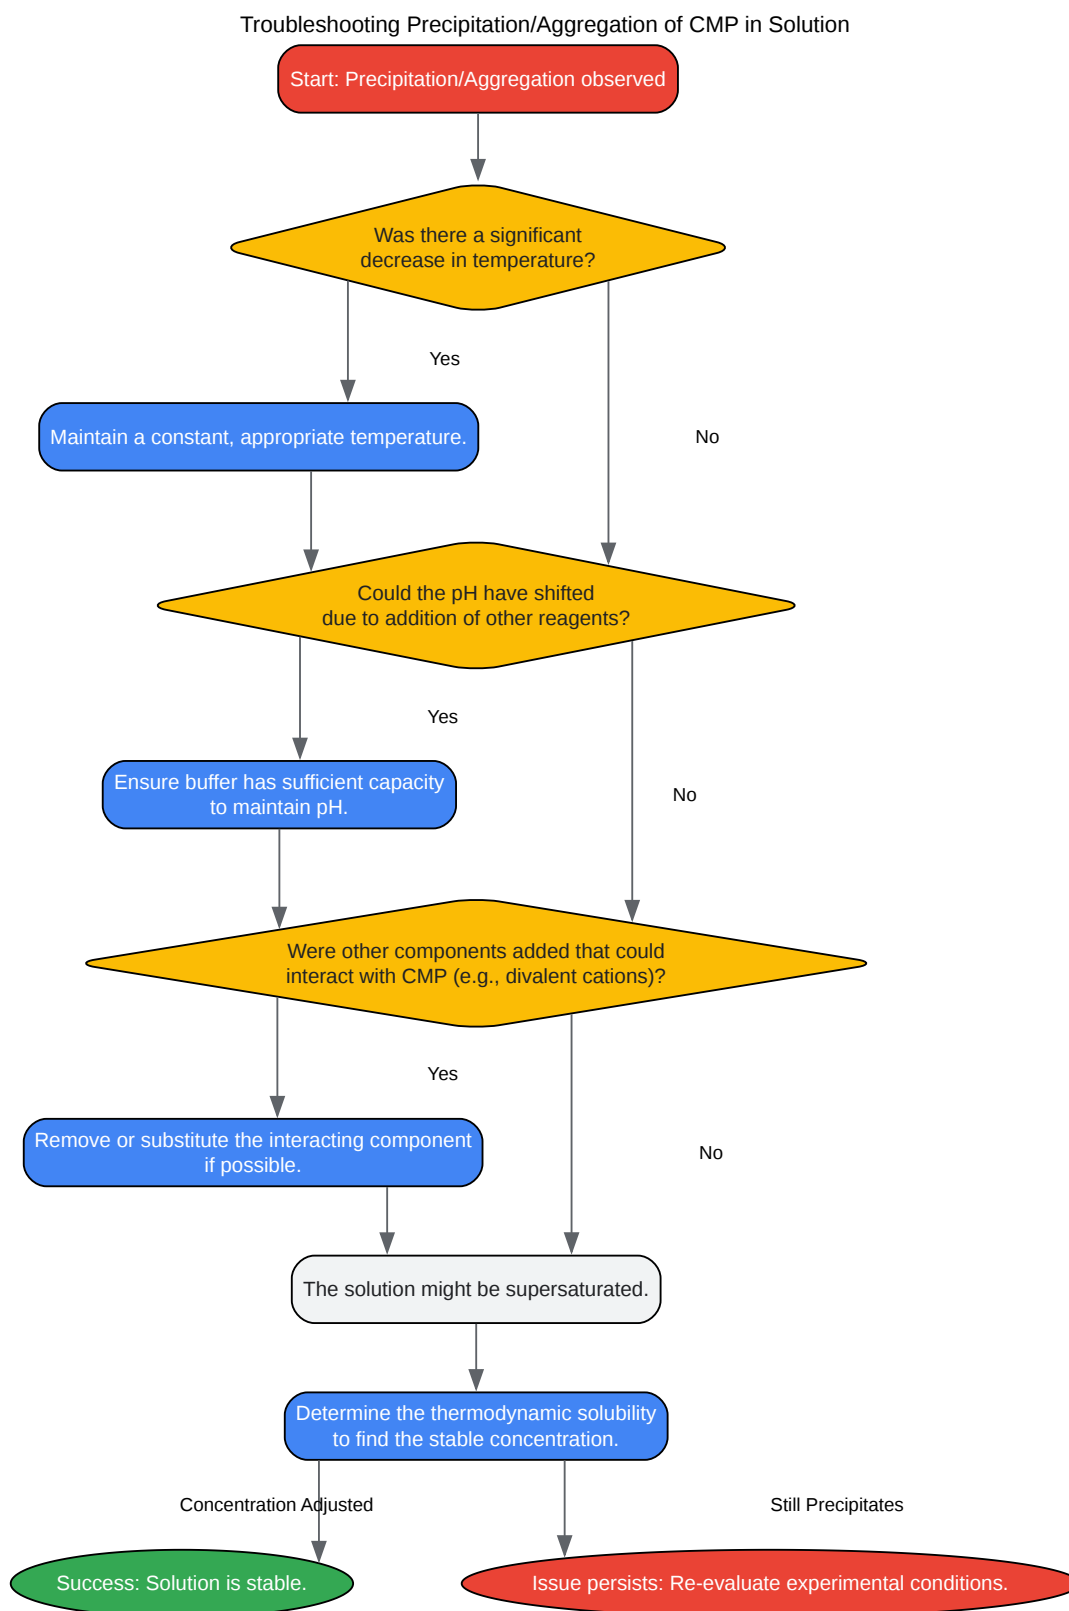 Troubleshooting Precipitation/Aggregation of CMP in Solution
Start: Precipitation/Aggregation observed
Was there a significant
decrease in temperature?
Yes
Maintain a constant, appropriate temperature.
No
Could the pH have shifted
due to addition of other reagents?
Yes
Ensure buffer has sufficient capacity
to maintain pH.
No
Were other components added that could
interact with CMP (e.g., divalent cations)?
Yes
Remove or substitute the interacting component
if possible.
No
The solution might be supersaturated.
Determine the thermodynamic solubility
to find the stable concentration.
Concentration Adjusted
Still Precipitates
Success: Solution is stable.
Issue persists: Re-evaluate experimental conditions.